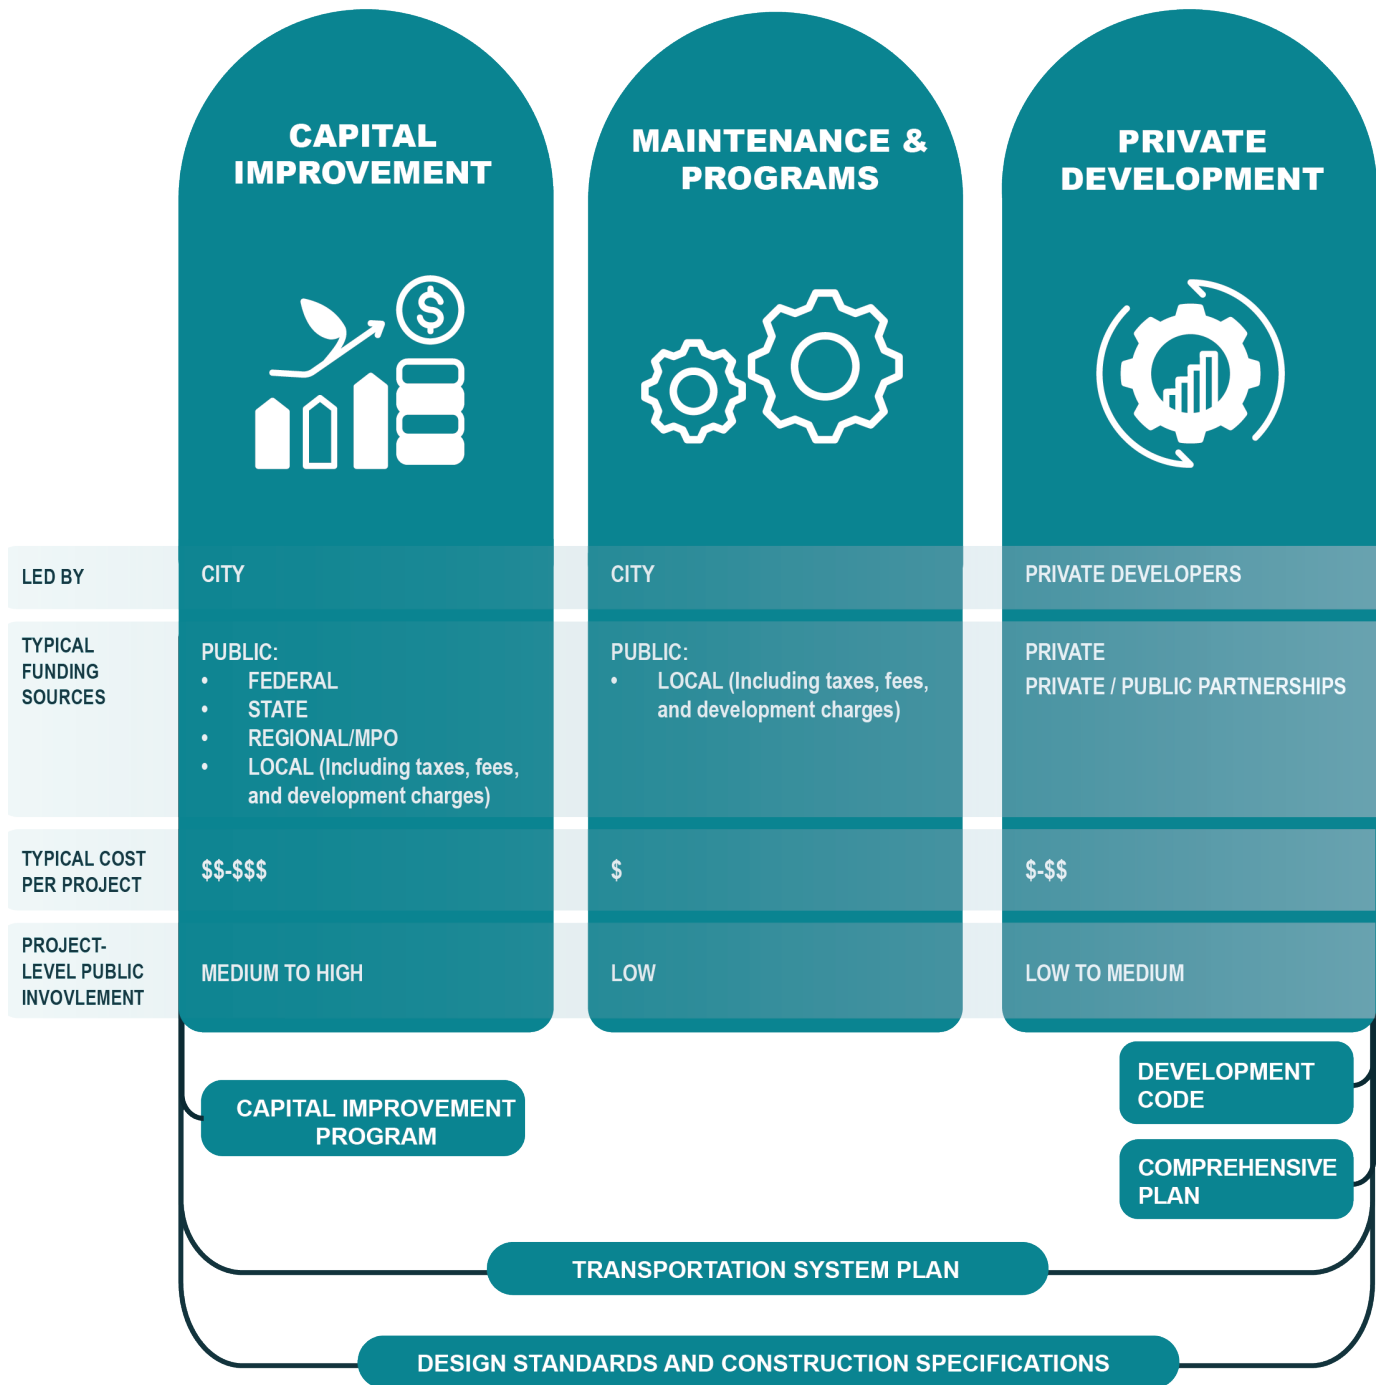 CAPITAL
IMPROVEMENT
MAINTENANCE &
PROGRAMS
PRIVATE
DEVELOPMENT
$
LED BY
CITY
CITY
PRIVATE DEVELOPERS
TYPICAL
FUNDING
SOURCES
PUBLIC:
• FEDERAL
• STATE
• REGIONAL/MPO
• LOCAL (Including taxes, fees,
and development charges)
PUBLIC:
• LOCAL (Including taxes, fees,
and development charges)
PRIVATE
PRIVATE / PUBLIC PARTNERSHIPS
TYPICAL COST
PER PROJECT
$$-$$$
$
$-$$
PROJECT-
LEVEL PUBLIC
INVOVLEMENT
MEDIUM TO HIGH
LOW
LOW TO MEDIUM
CAPITAL IMPROVEMENT
PROGRAM
DEVELOPMENT
CODE
COMPREHENSIVE
PLAN
TRANSPORTATION SYSTEM PLAN
DESIGN STANDARDS AND CONSTRUCTION SPECIFICATIONS